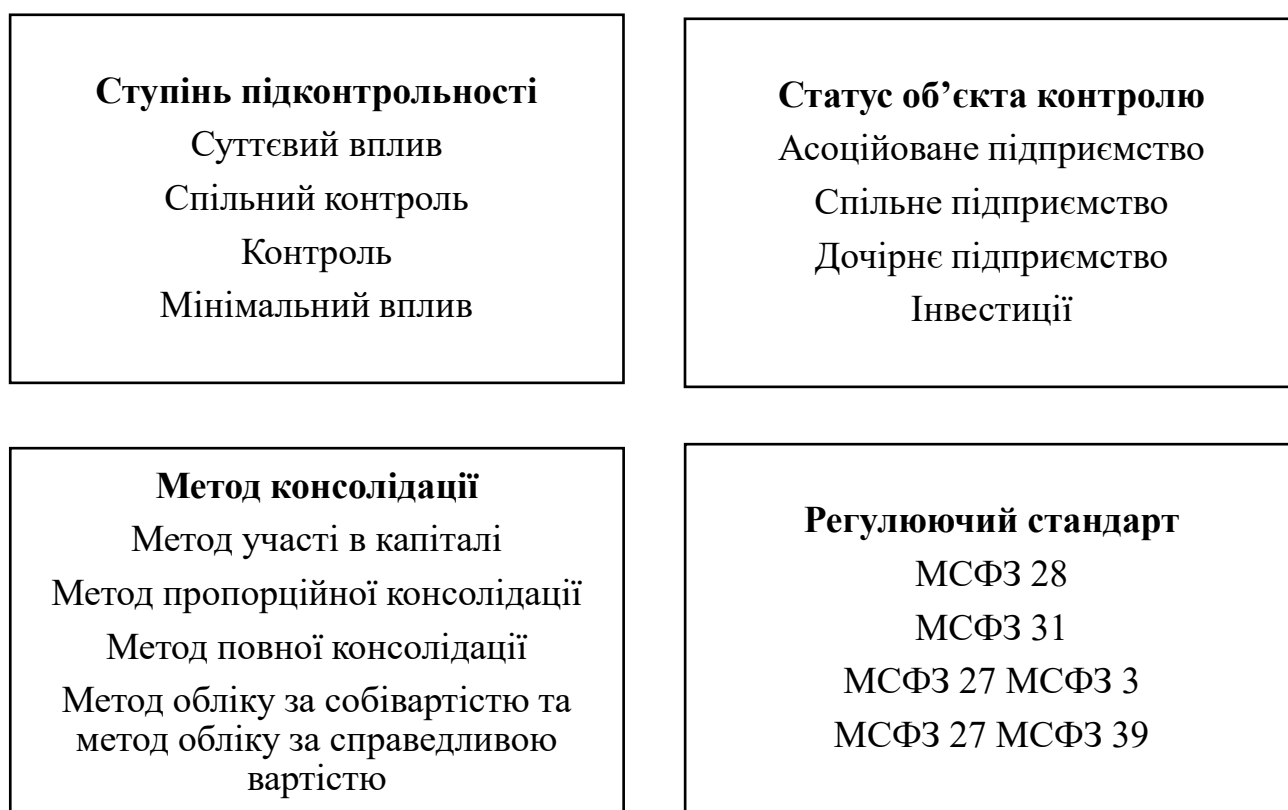 Ступінь підконтрольності
Суттєвий вплив
Спільний контроль
Контроль
Мінімальний вплив
Статус об’єкта контролю
Асоційоване підприємство
Спільне підприємство
Дочірнє підприємство
Інвестиції
Метод консолідації
Метод участі в капіталі
Метод пропорційної консолідації
Метод повної консолідації
Метод обліку за собівартістю та
метод обліку за справедливою
вартістю
Регулюючий стандарт
МСФЗ 28
МСФЗ 31
МСФЗ 27 МСФЗ 3
МСФЗ 27 МСФЗ 39